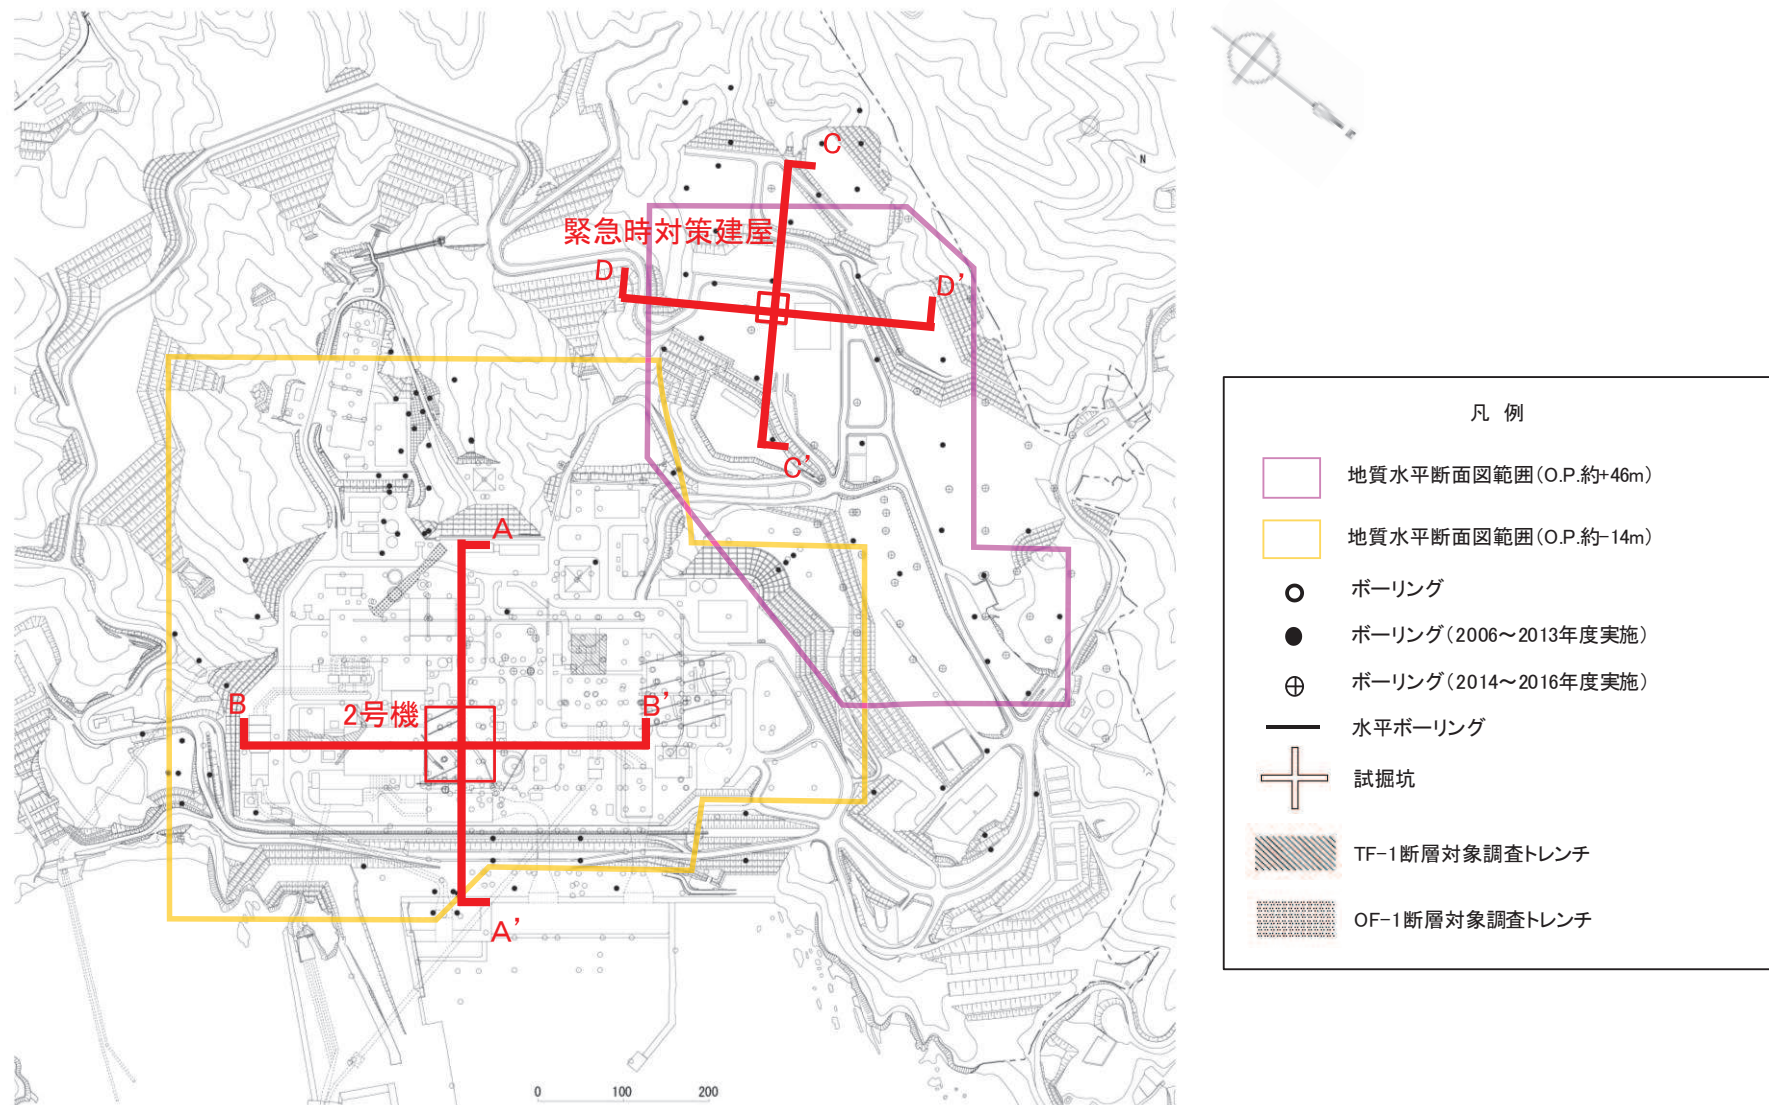 C
N
緊急時対策建屋
D
D'
C'
A
B
2号機
B'
A'
0 100 200
凡 例
地質水平断面図範囲(O.P.約+46m)
地質水平断面図範囲(O.P.約-14m)
ボーリング
ボーリング(2006～2013年度実施)
ボーリング(2014～2016年度実施)
水平ボーリング
試掘坑
TF-1断層対象調査トレンチ
OF-1断層対象調査トレンチ